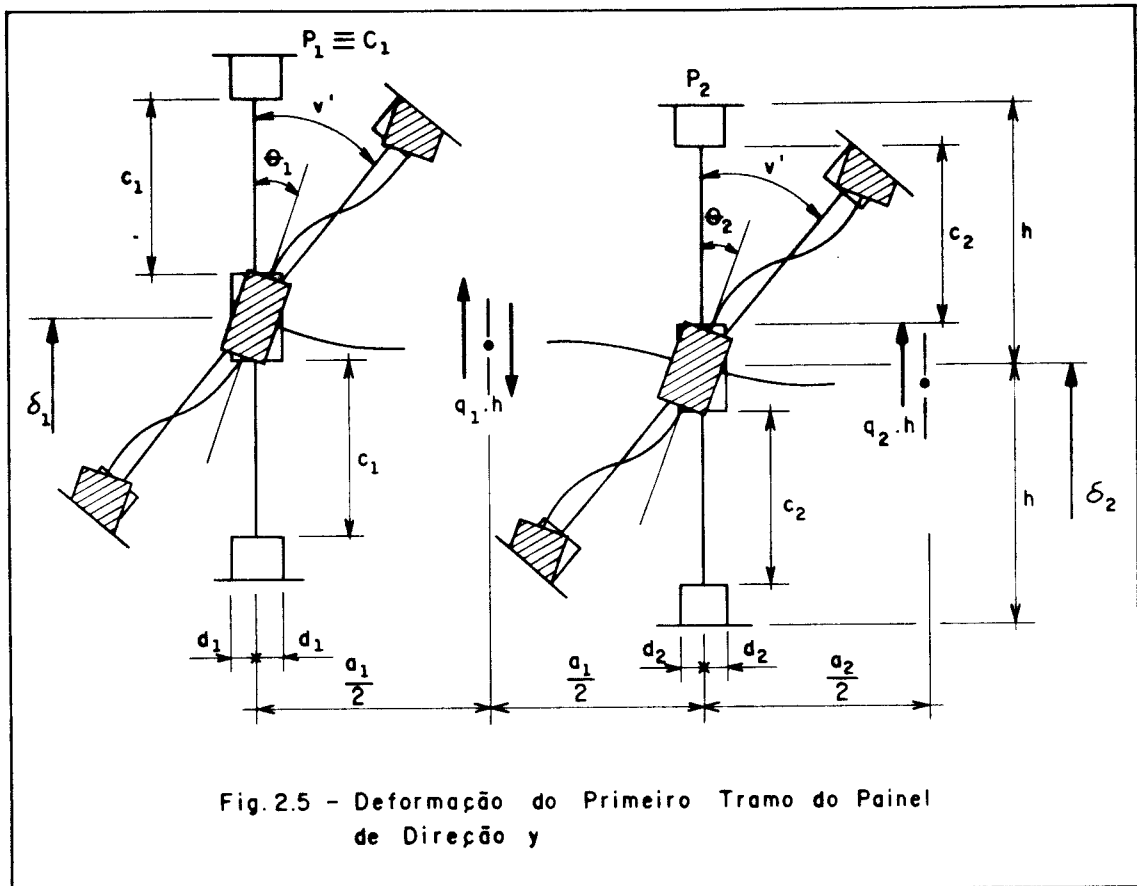 P₁ ≡ C₁
P₂
v'
θ₁
c₁
v'
θ₂
c₂
h
δ₁
q₁.h
q₂.h
c₁
c₂
h
δ₂
d₁ d₁
d₂ d₂
a₁/2
a₁/2
a₂/2
Fig. 2.5 - Deformação do Primeiro Tramo do Painel
de Direção y